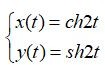 x(t) = ch2t
y(t) = sh2t